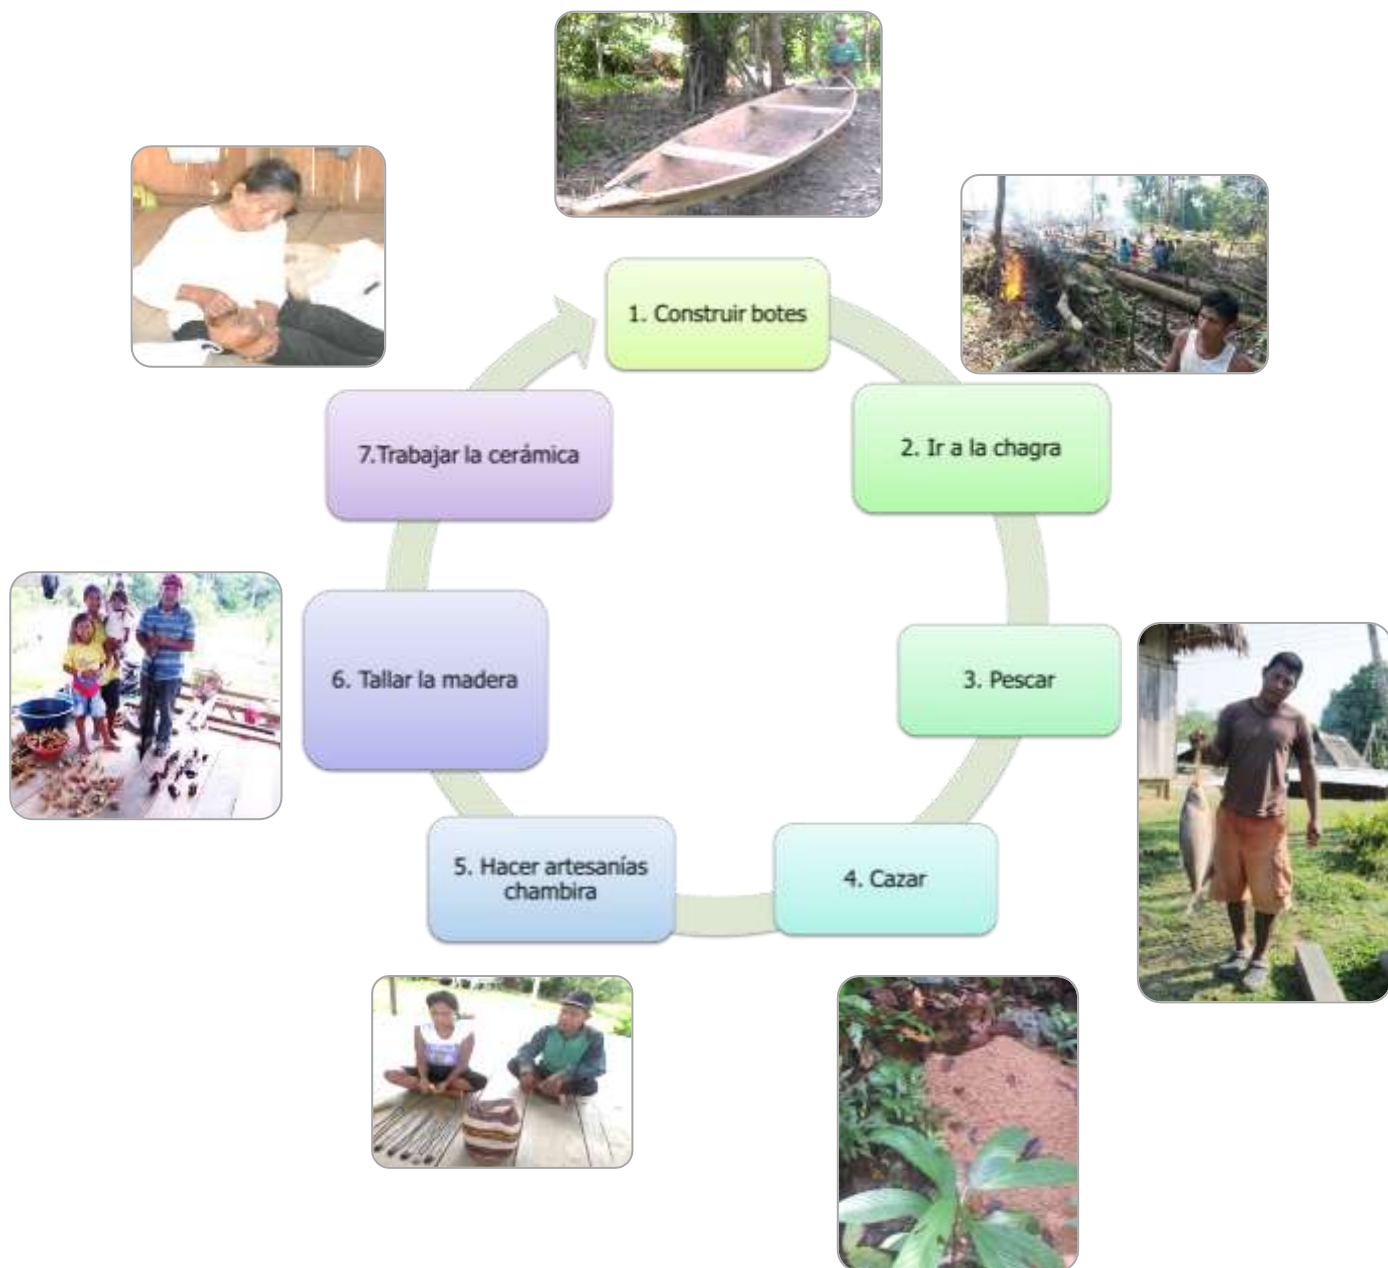 1. Construir botes
2. Ir a la chagra
3. Pescar
4. Cazar
5. Hacer artesanías
chambira
6. Tallar la madera
7.Trabajar la cerámica